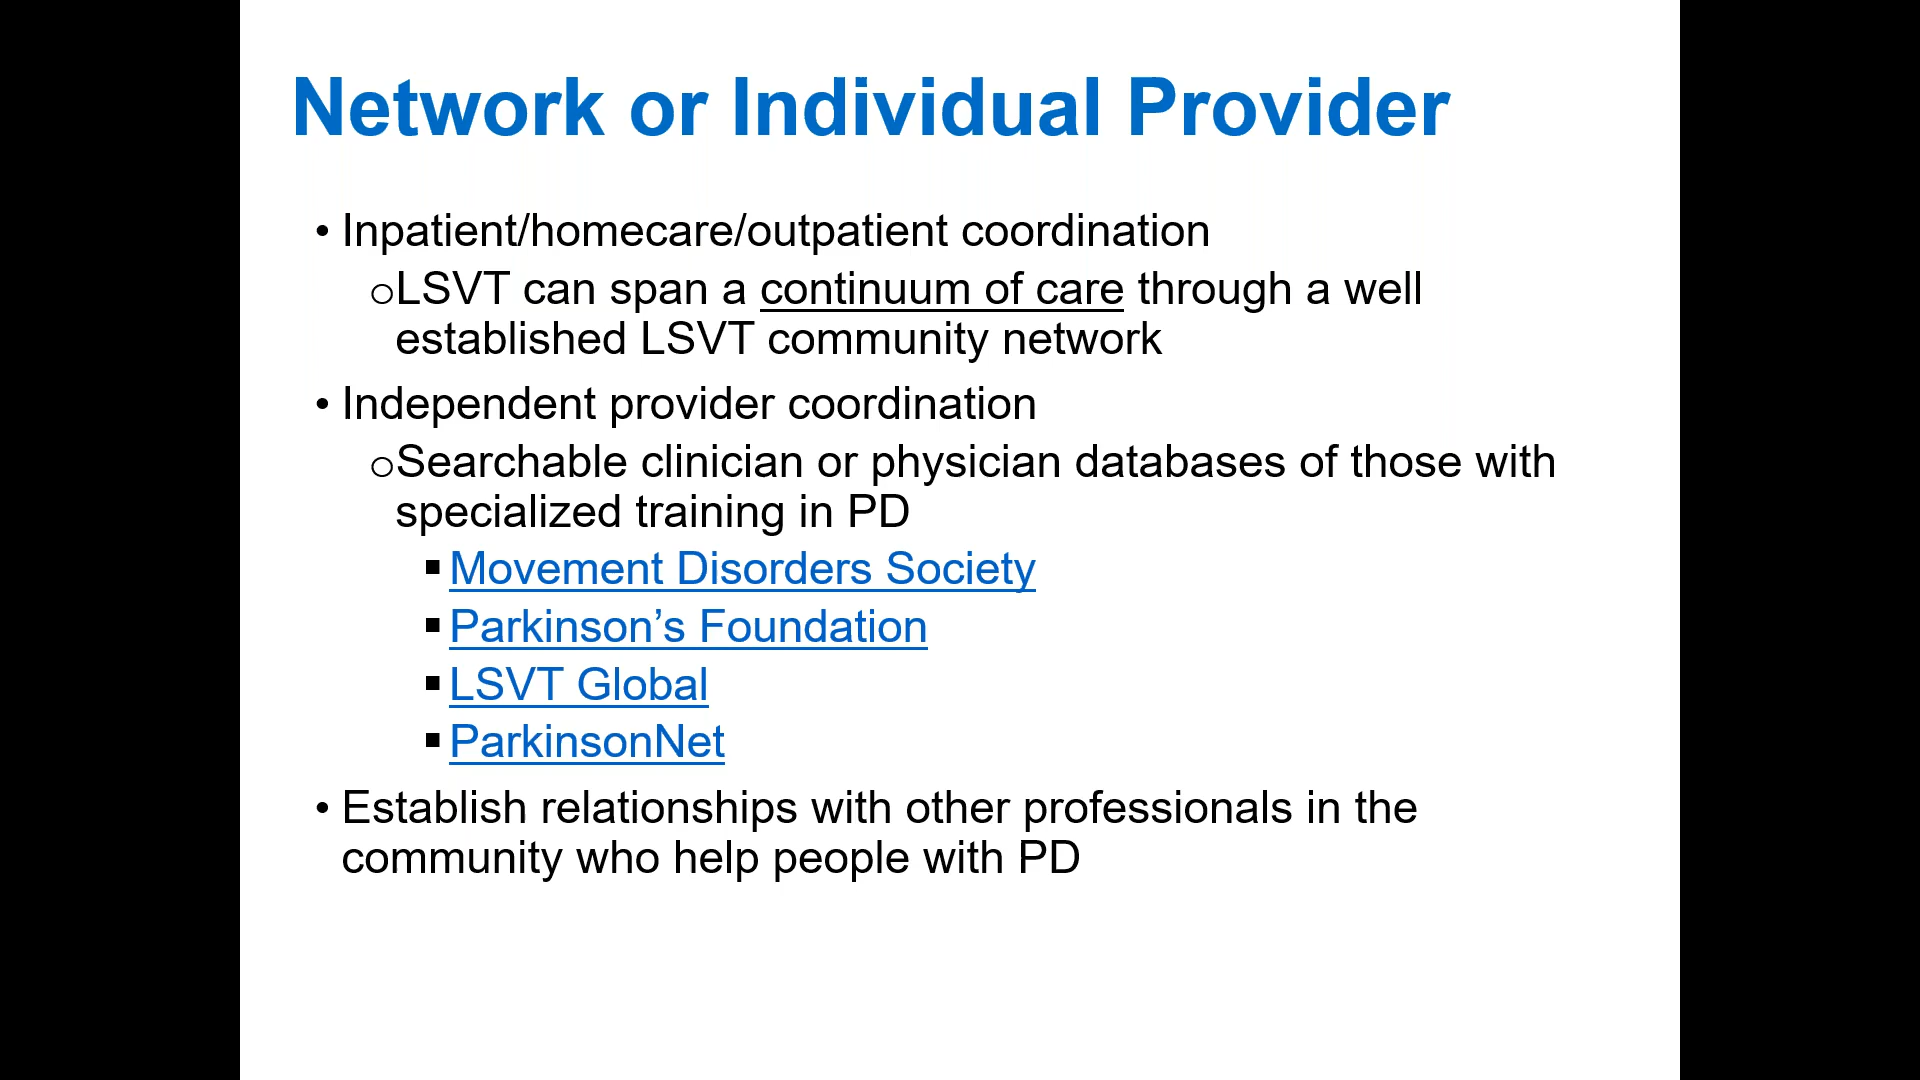 Network or Individual Provider
• Inpatient/homecare/outpatient coordination
oLSVT can span a continuum of care through a well
established LSVT community network
• Independent provider coordination
oSearchable clinician or physician databases of those with
specialized training in PD
▪ Movement Disorders Society
▪ Parkinson’s Foundation
▪ LSVT Global
▪ ParkinsonNet
• Establish relationships with other professionals in the
community who help people with PD